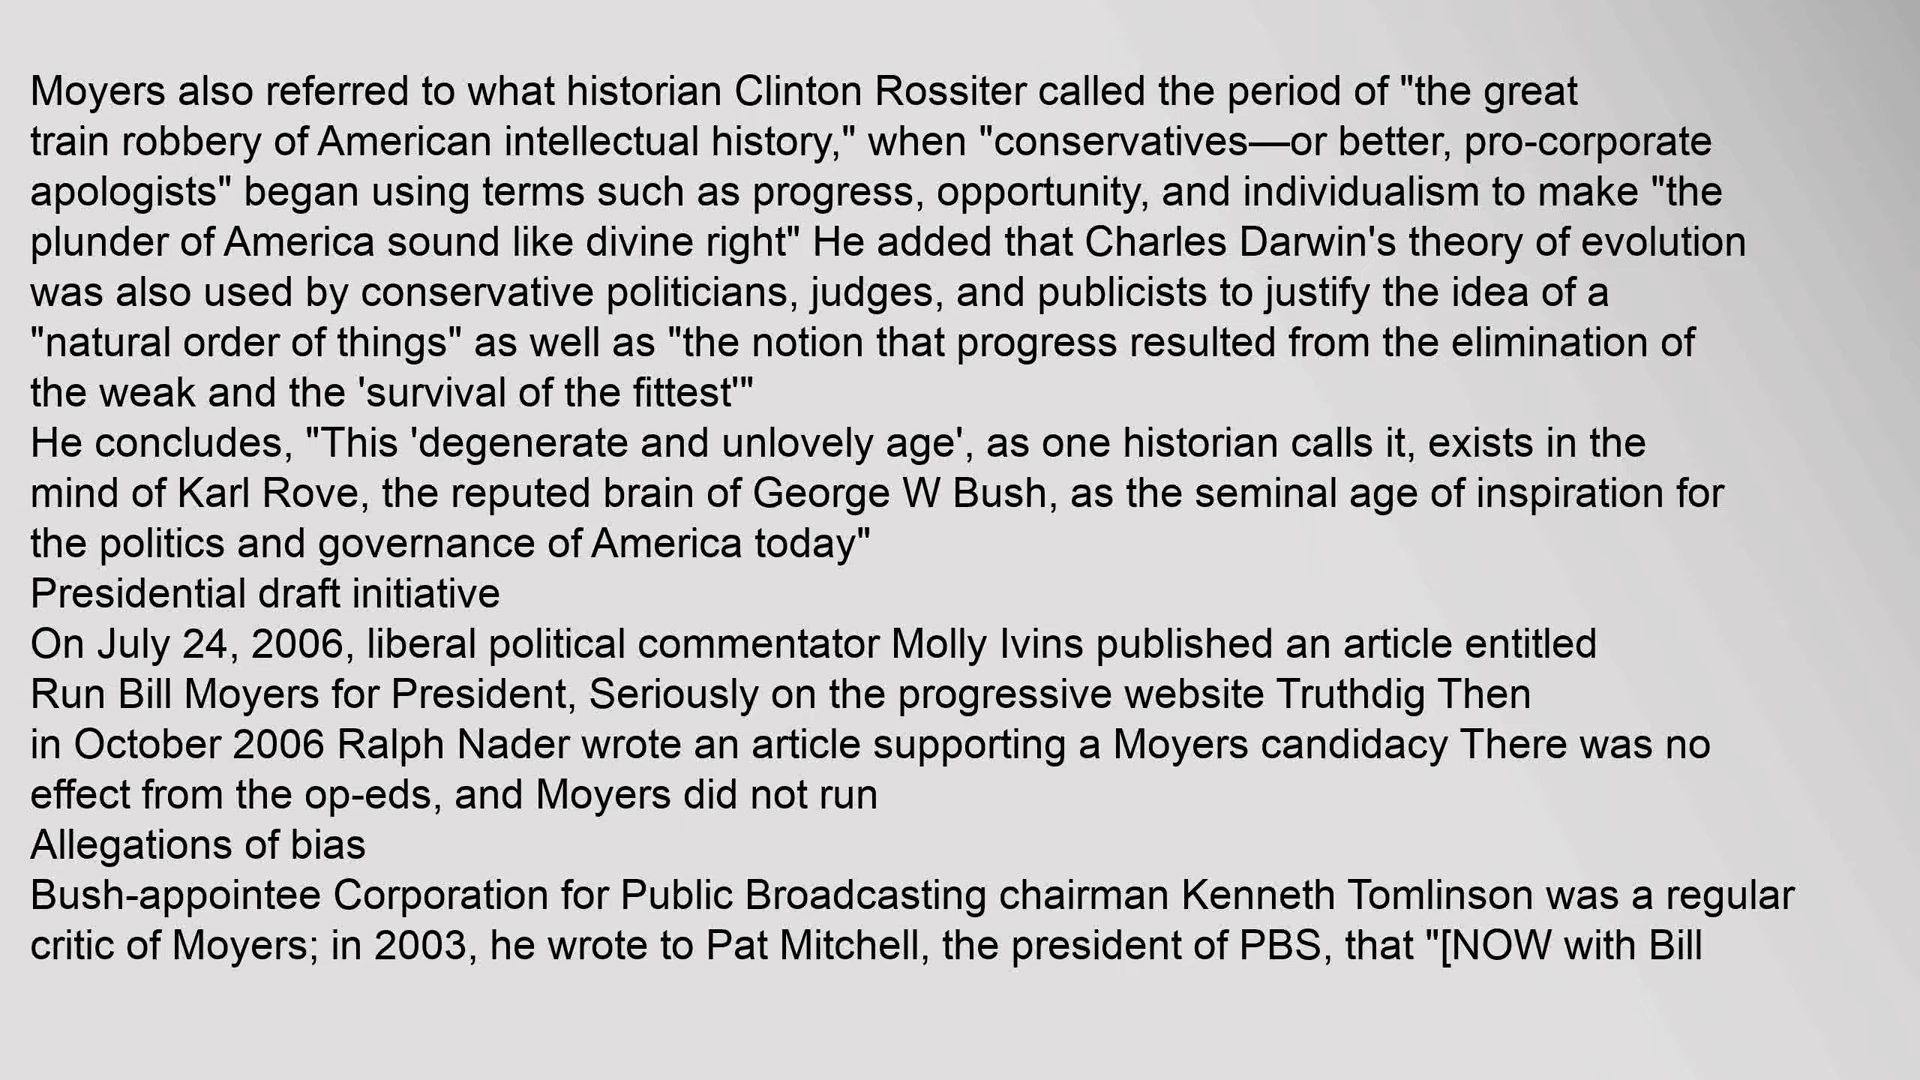 Moyers also referred to what historian Clinton Rossiter called the period of "the great
train robbery of American intellectual history," when "conservatives—or better, pro-corporate
apologists" began using terms such as progress, opportunity, and individualism to make "the
plunder of America sound like divine right" He added that Charles Darwin's theory of evolution
was also used by conservative politicians, judges, and publicists to justify the idea of a
"natural order of things" as well as "the notion that progress resulted from the elimination of
the weak and the 'survival of the fittest'"
He concludes, "This 'degenerate and unlovely age', as one historian calls it, exists in the
mind of Karl Rove, the reputed brain of George W Bush, as the seminal age of inspiration for
the politics and governance of America today"
Presidential draft initiative
On July 24, 2006, liberal political commentator Molly Ivins published an article entitled
Run Bill Moyers for President, Seriously on the progressive website Truthdig Then
in October 2006 Ralph Nader wrote an article supporting a Moyers candidacy There was no
effect from the op-eds, and Moyers did not run
Allegations of bias
Bush-appointee Corporation for Public Broadcasting chairman Kenneth Tomlinson was a regular
critic of Moyers; in 2003, he wrote to Pat Mitchell, the president of PBS, that "[NOW with Bill